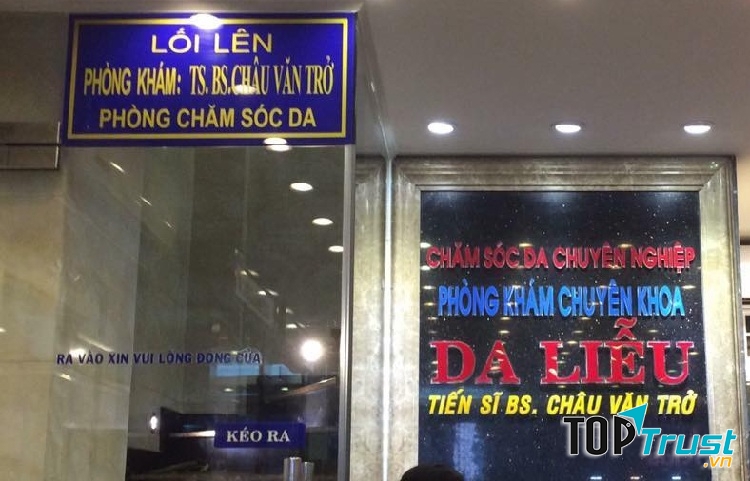 LỐI LÊN
PHÒNG KHÁM: TS. BS.CHÂU VĂN TRỞ
PHÒNG CHĂM SÓC DA
RA VÀO XIN VUI LÒNG ĐÓNG CỬA
KÉO RA
CHĂM SÓC DA CHUYÊN NGHIỆP
PHÒNG KHÁM CHUYÊN KHOA
DA LIỄU
TIẾN SĨ BS. CHÂU VĂN TRỞ
TOPTrust
.vn